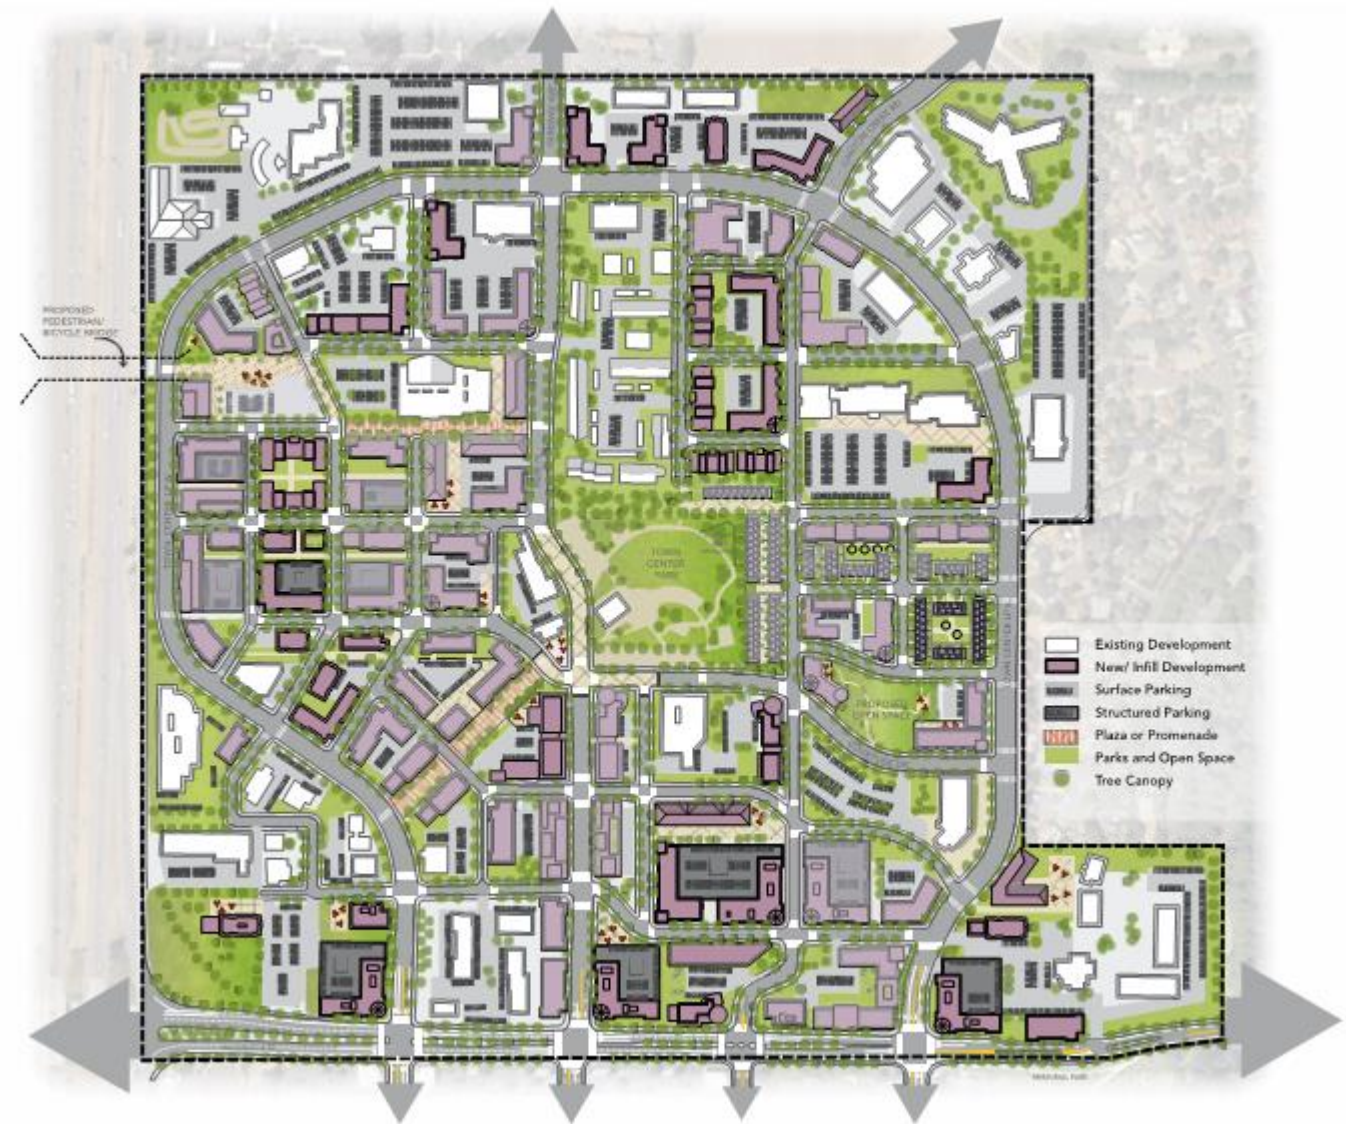 PROPOSED
PEDESTRIAN/
BICYCLE BRIDGE
TOWN
CENTER
PARK
PROPOSED
OPEN SPACE
Existing Development
New/ Infill Development
Surface Parking
Structured Parking
Plaza or Promenade
Parks and Open Space
Tree Canopy